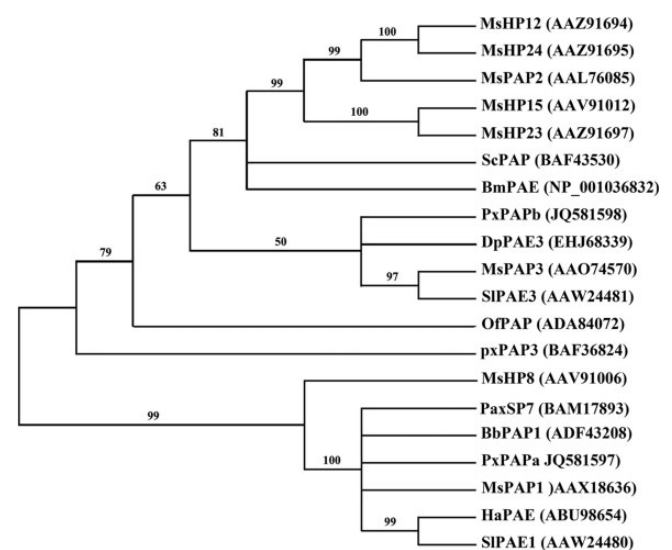 MsHP12 (AAZ91694)
100
MsHP24 (AAZ91695)
99
MsPAP2 (AAL76085)
99
MsHP15 (AAV91012)
100
MsHP23 (AAZ91697)
81
ScPAP (BAF43530)
BmPAE (NP_001036832)
63
PxPAPb (JQ581598)
50
DpPAE3 (EHJ68339)
79
MsPAP3 (AAO74570)
97
SlPAE3 (AAW24481)
OfPAP (ADA84072)
pxPAP3 (BAF36824)
MsHP8 (AAV91006)
99
PaxSP7 (BAM17893)
BbPAP1 (ADF43208)
100
PxPAPa JQ581597)
MsPAP1 )AAX18636)
HaPAE (ABU98654)
99
SlPAE1 (AAW24480)